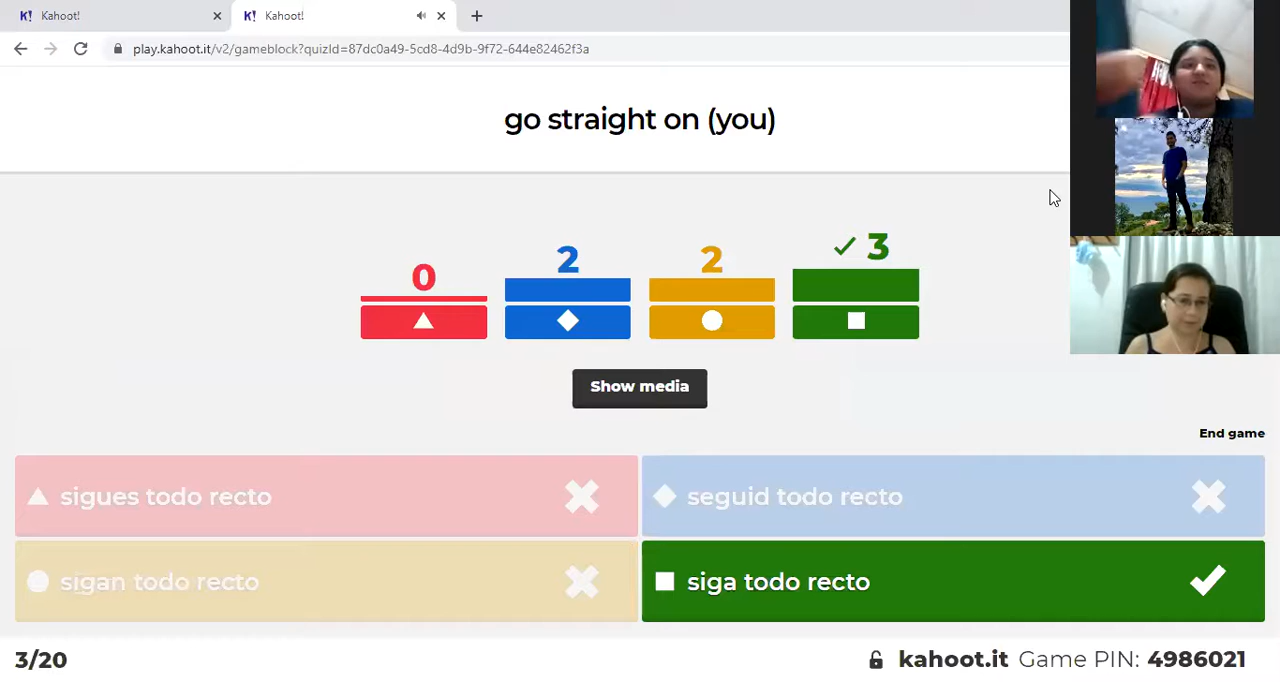 K! Kahoot!
K! Kahoot!
play.kahoot.it/v2/gameblock?quizId=87dc0a49-5cd8-4d9b-9f72-644e82462f3a
go straight on (you)
0
2
2
3
Show media
End game
sigues todo recto
seguid todo recto
sigan todo recto
siga todo recto
3/20
kahoot.it Game PIN: 4986021